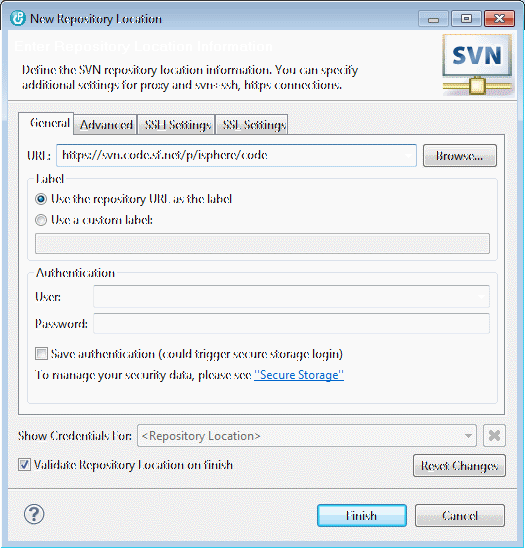 New Repository Location
Enter Repository Location Information
SVN
Define the SVN repository location information. You can specify
additional settings for proxy and svn+ssh, https connections.
General Advanced SSH Settings SSL Settings
URL: https://svn.code.sf.net/p/isphere/code Browse...
Label
Use the repository URL as the label
Use a custom label:
Authentication
User:
Password:
Save authentication (could trigger secure storage login)
To manage your security data, please see "Secure Storage"
Show Credentials For: <Repository Location>
Validate Repository Location on finish
Reset Changes
? Finish Cancel